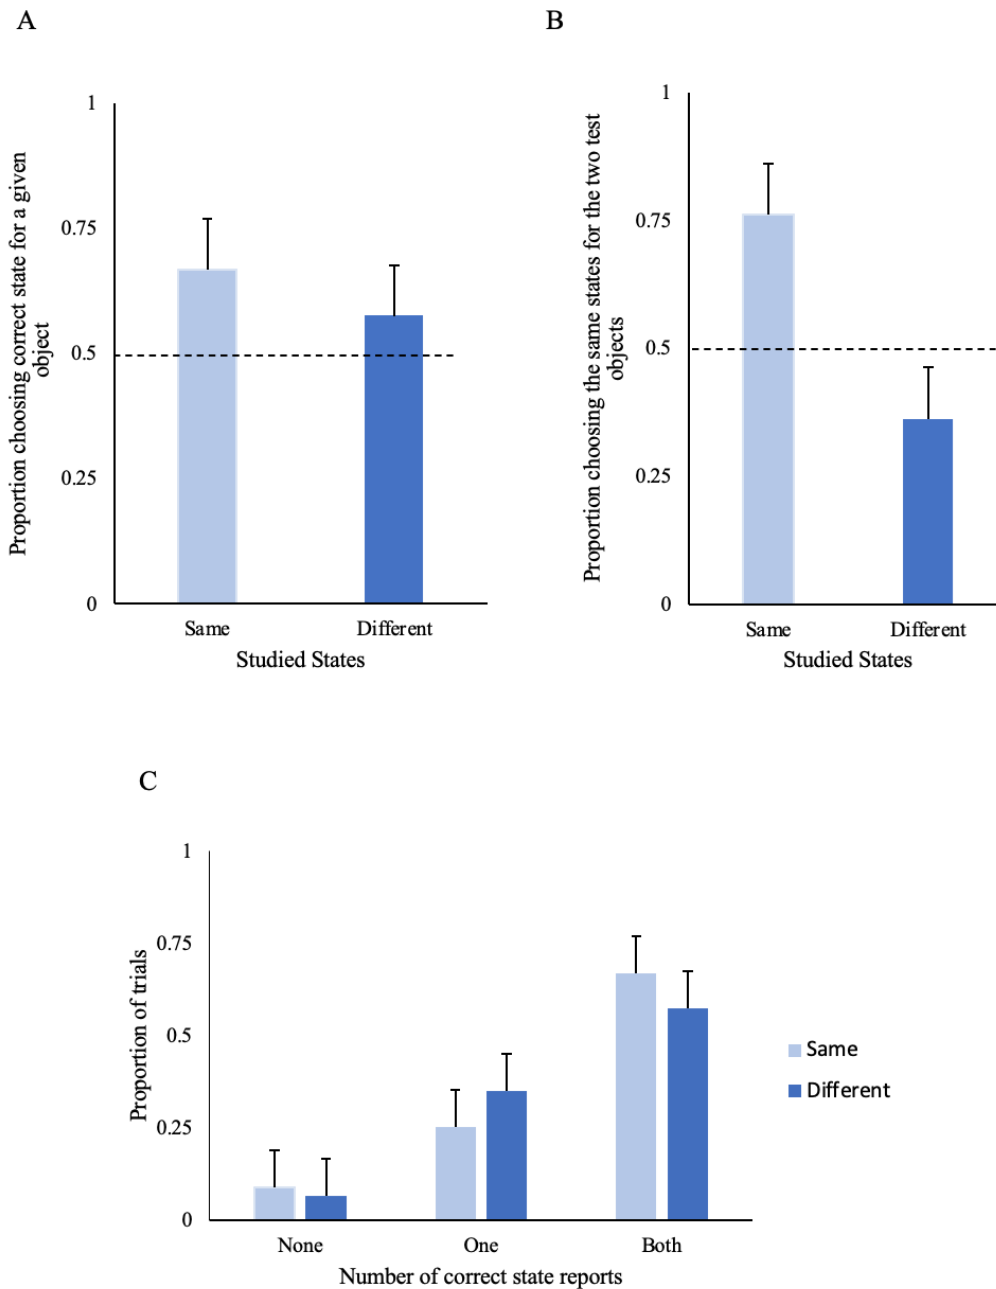 A
Proportion choosing correct state for a given
object
1
0.75
0.5
0.25
0
Same
Different
Studied States
B
Proportion choosing the same states for the two test
objects
1
0.75
0.5
0.25
0
Same
Different
Studied States
C
Proportion of trials
1
0.75
0.5
0.25
0
None
One
Both
Number of correct state reports
Same
Different